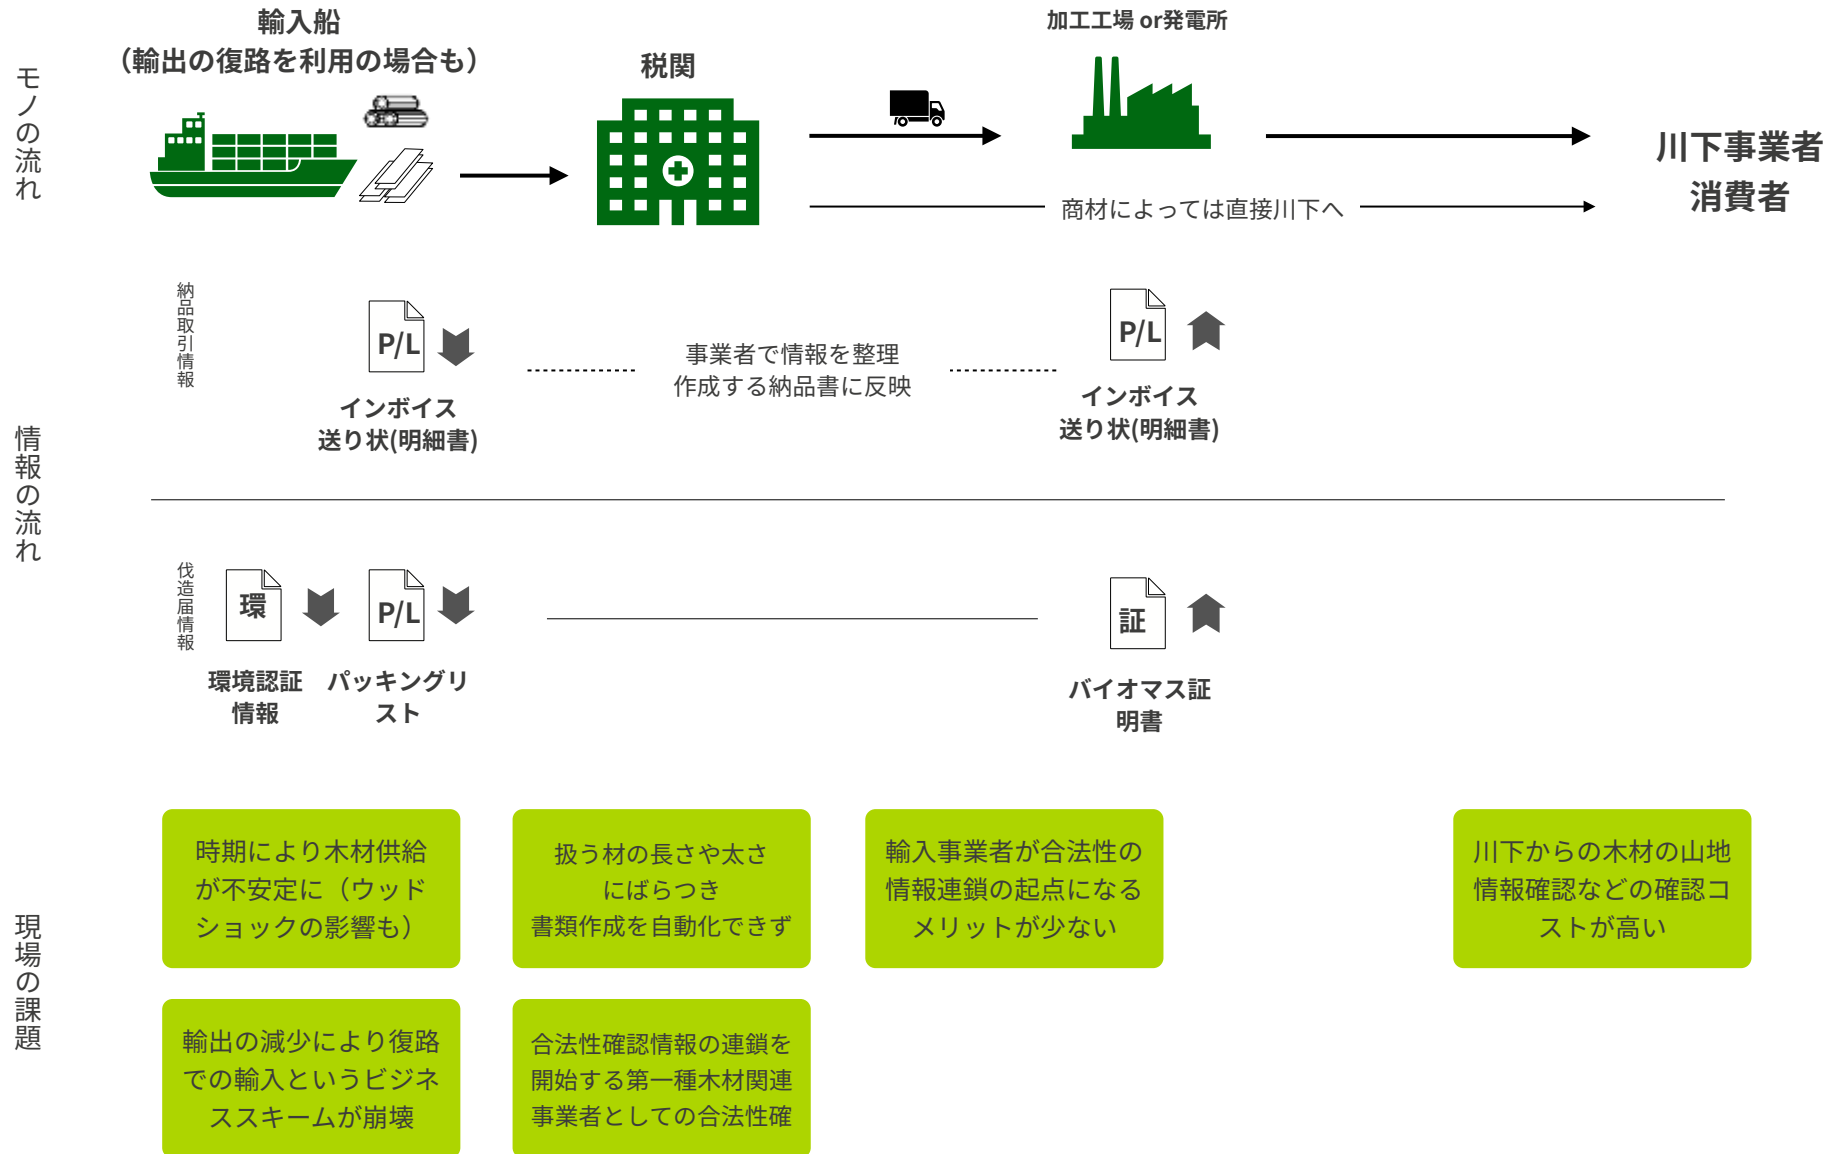 モノの流れ
輸入船
（輸出の復路を利用の場合も）
税関
加工工場 or発電所
川下事業者
消費者
商材によっては直接川下へ
情報の流れ
納品取引情報
P/L
インボイス
送り状(明細書)
事業者で情報を整理
作成する納品書に反映
P/L
インボイス
送り状(明細書)
伐造届情報
環
環境認証
情報
P/L
パッキングリ
スト
証
バイオマス証
明書
現場の課題
時期により木材供給
が不安定に（ウッド
ショックの影響も）
扱う材の長さや太さ
にばらつき
書類作成を自動化できず
輸入事業者が合法性の
情報連鎖の起点になる
メリットが少ない
川下からの木材の山地
情報確認などの確認コ
ストが高い
輸出の減少により復路
での輸入というビジネ
ススキームが崩壊
合法性確認情報の連鎖を
開始する第一種木材関連
事業者としての合法性確